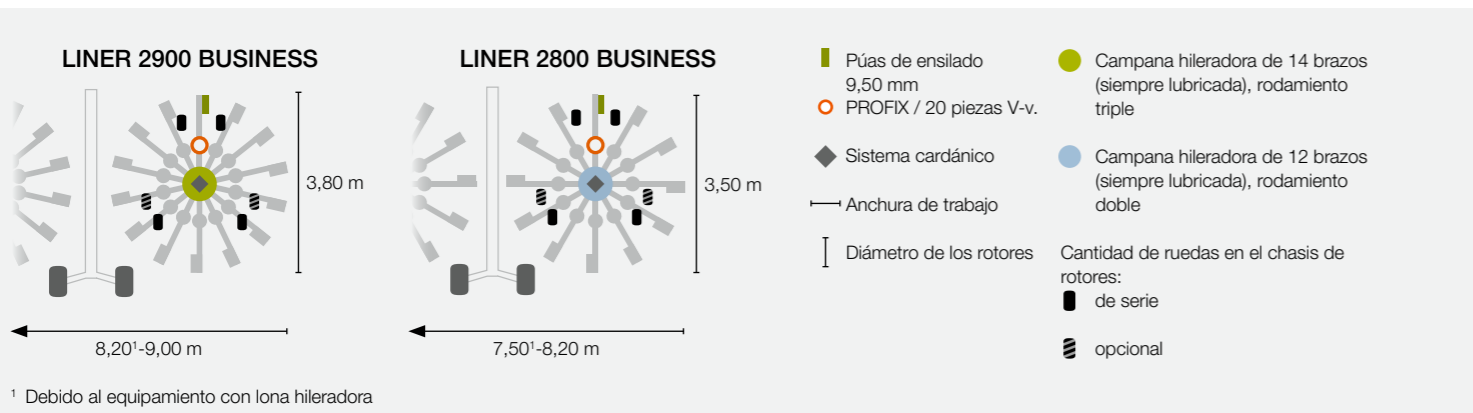 LINER 2900 BUSINESS
3,80 m
8,20¹-9,00 m
LINER 2800 BUSINESS
3,50 m
7,50¹-8,20 m
Púas de ensilado
9,50 mm
PROFIX / 20 piezas V-v.
Sistema cardánico
Anchura de trabajo
Diámetro de los rotores
Campana hileradora de 14 brazos
(siempre lubricada), rodamiento
triple
Campana hileradora de 12 brazos
(siempre lubricada), rodamiento
doble
Cantidad de ruedas en el chasis de
rotores:
de serie
opcional
¹ Debido al equipamiento con lona hileradora